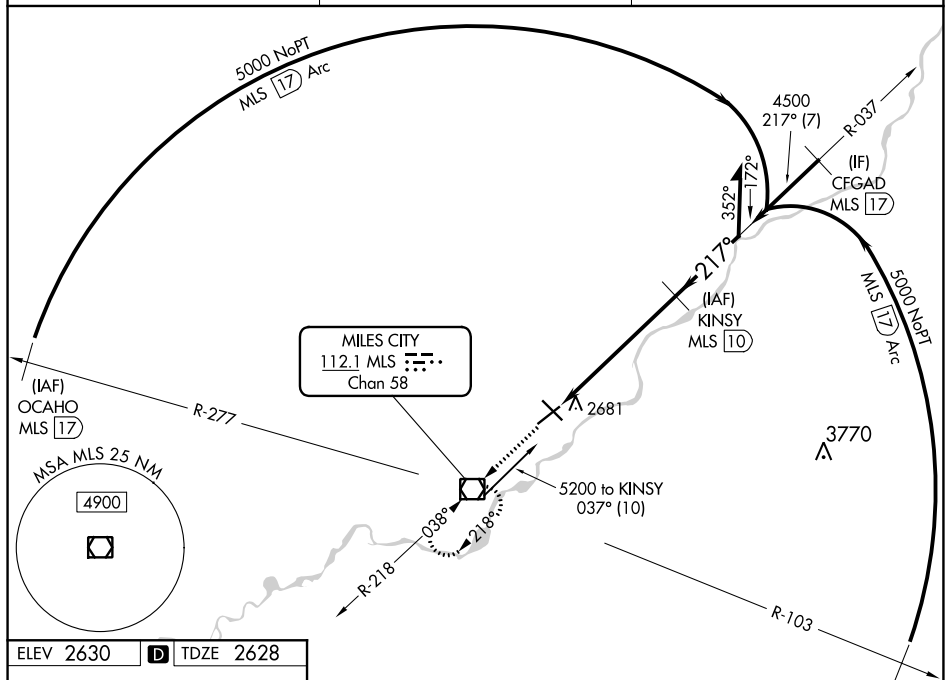 5000 NoPT
MLS 17 Arc
4500
217° (7)
R-037
(IF)
CFGAD
MLS 17
352°
172°
217°
(IAF)
KINSY
MLS 10
5000 NoPT
MLS 17 Arc
MILES CITY
112.1 MLS
Chan 58
2681
3770
(IAF)
OCAHO
MLS 17
R-277
MSA MLS 25 NM
4900
5200 to KINSY
037° (10)
038°
218°
R-218
R-103
ELEV 2630 D TDZE 2628